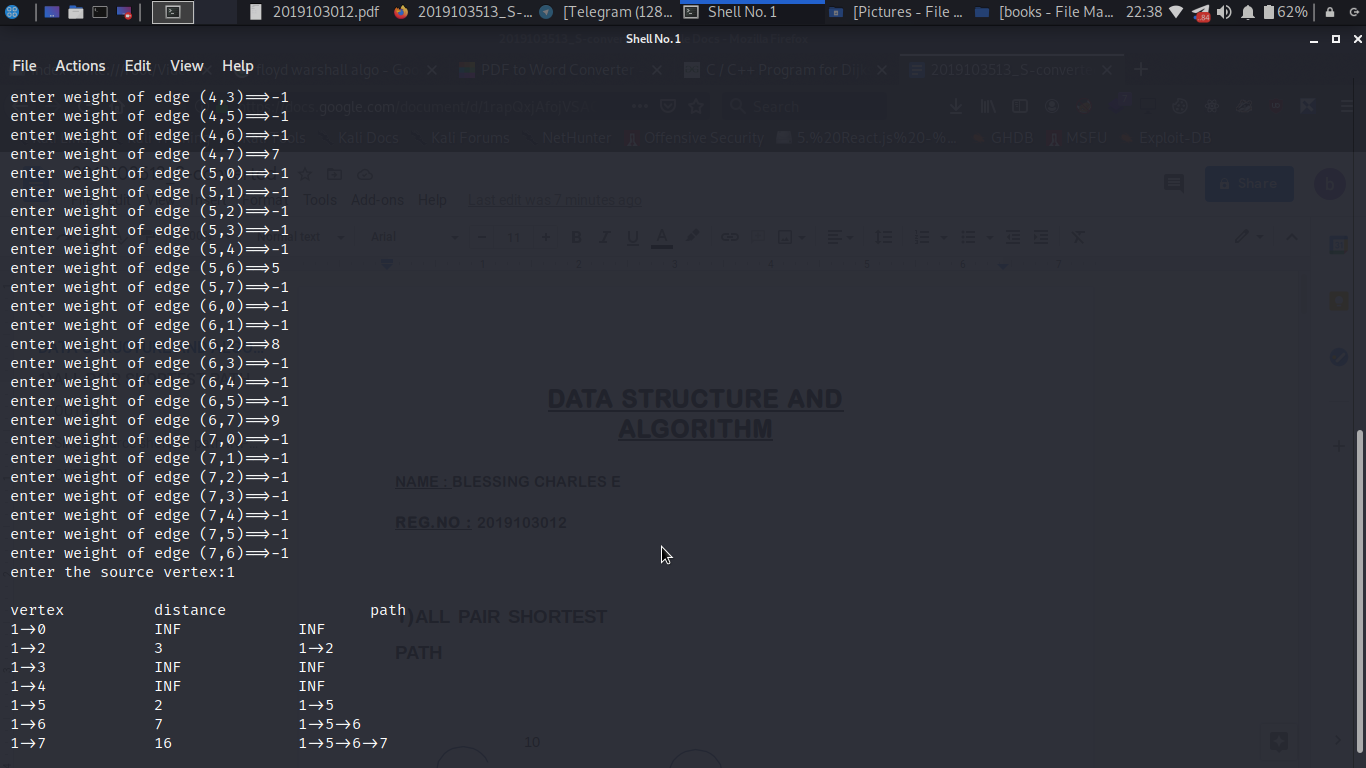 2019103012.pdf 2019103513_S-... [Telegram (128... Shell No. 1 [Pictures - File ... [books - File Ma... 22:38 84 62%
Shell No. 1
File Actions Edit View Help
floyd warshall algo - Go PDF to Word Converter C / C++ Program for Di 2019103513_S-convert
enter weight of edge (4,3)⟹-1
Search
enter weight of edge (4,5)⟹-1
enter weight of edge (4,6)⟹-1
Kali Docs Kali Forums NetHunter Offensive Security 5.%20React.js%20-%... GHDB MSFU Exploit-DB
enter weight of edge (4,7)⟹7
enter weight of edge (5,0)⟹-1
Share b
enter weight of edge (5,1)⟹-1
Tools Add-ons Help Last edit was 7 minutes ago
enter weight of edge (5,2)⟹-1
enter weight of edge (5,3)⟹-1
Arial 11 B I U A
enter weight of edge (5,4)⟹-1
enter weight of edge (5,6)⟹5
enter weight of edge (5,7)⟹-1
enter weight of edge (6,0)⟹-1
enter weight of edge (6,1)⟹-1
enter weight of edge (6,2)⟹8
enter weight of edge (6,3)⟹-1
enter weight of edge (6,4)⟹-1
enter weight of edge (6,5)⟹-1
DATA STRUCTURE AND
enter weight of edge (6,7)⟹9
ALGORITHM
enter weight of edge (7,0)⟹-1
enter weight of edge (7,1)⟹-1
enter weight of edge (7,2)⟹-1
NAME : BLESSING CHARLES E
enter weight of edge (7,3)⟹-1
enter weight of edge (7,4)⟹-1
REG.NO : 2019103012
enter weight of edge (7,5)⟹-1
enter weight of edge (7,6)⟹-1
enter the source vertex:1
vertex distance path
1)ALL PAIR SHORTEST
1→0 INF INF
1→2 3 1→2
PATH
1→3 INF INF
1→4 INF INF
1→5 2 1→5
1→6 7 1→5→6
1→7 16 1→5→6→7
10